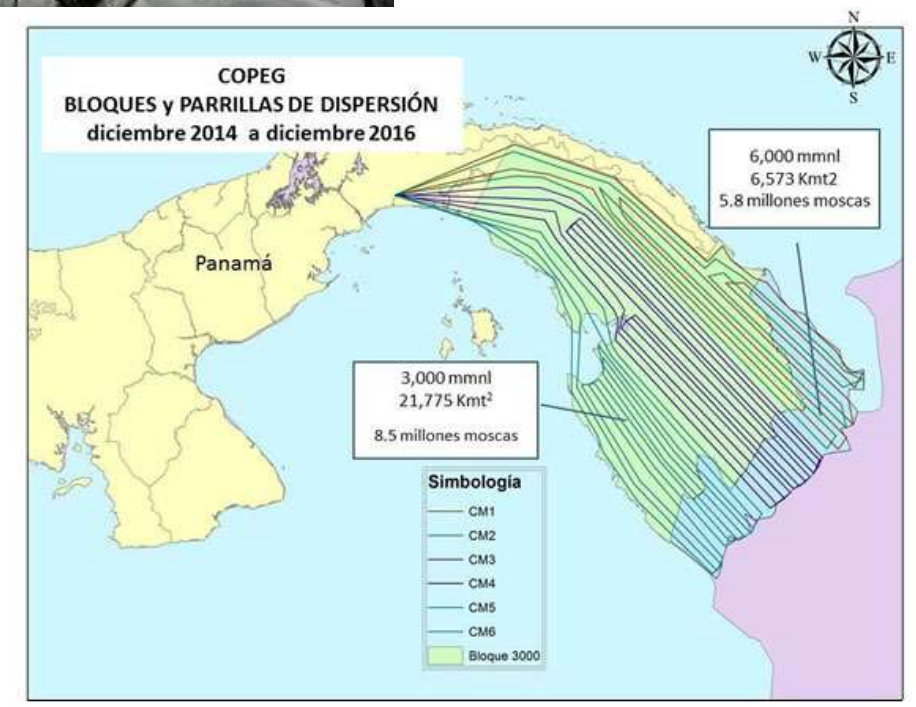 COPEG
BLOQUES y PARRILLAS DE DISPERSIÓN
diciembre 2014 a diciembre 2016
N
W E
S
6,000 mmnl
6,573 Kmt2
5.8 millones moscas
Panamá
3,000 mmnl
21,775 Kmt²
8.5 millones moscas
Simbología
CM1
CM2
CM3
CM4
CM5
CM6
Bloque 3000